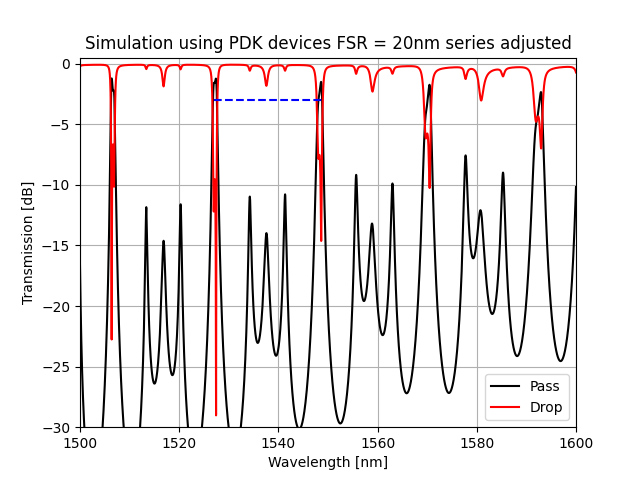 Simulation using PDK devices FSR = 20nm series adjusted
Transmission [dB]
0
−5
−10
−15
−20
−25
−30
1500 1520 1540 1560 1580 1600
Wavelength [nm]
Pass
Drop